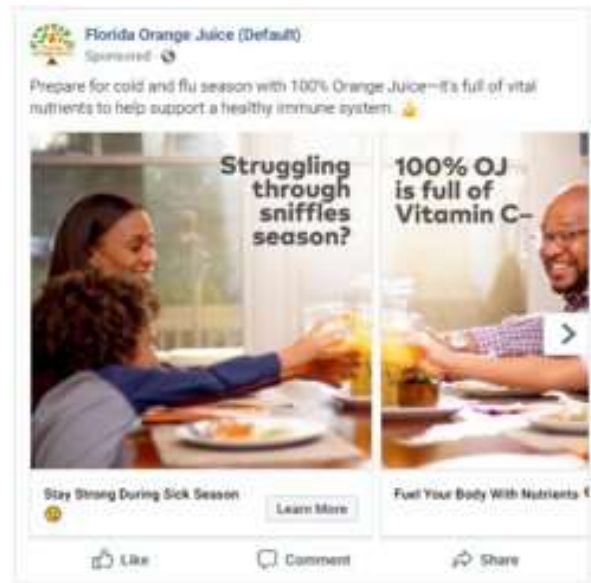 Florida Orange Juice (Default)
Sponsored
Prepare for cold and flu season with 100% Orange Juice—it's full of vital
nutrients to help support a healthy immune system.
Struggling
through
sniffles
season?
100% OJ
is full of
Vitamin C–
Stay Strong During Sick Season
Learn More
Fuel Your Body With Nutrients
Like
Comment
Share